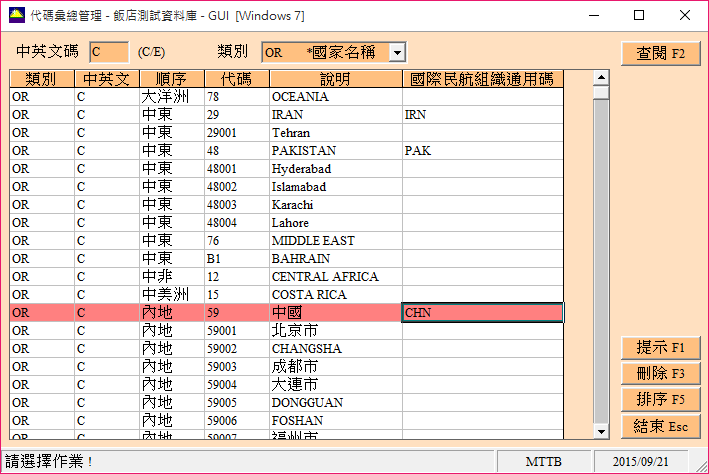 代碼彙總管理 - 飯店測試資料庫 - GUI [Windows 7]
中英文碼 C (C/E) 類別 OR *國家名稱 查閱 F2
類別 中英文 順序 代碼 說明 國際民航組織通用碼
OR C 大洋洲 78 OCEANIA
OR C 中東 29 IRAN IRN
OR C 中東 29001 Tehran
OR C 中東 48 PAKISTAN PAK
OR C 中東 48001 Hyderabad
OR C 中東 48002 Islamabad
OR C 中東 48003 Karachi
OR C 中東 48004 Lahore
OR C 中東 76 MIDDLE EAST
OR C 中東 B1 BAHRAIN
OR C 中非 12 CENTRAL AFRICA
OR C 中美洲 15 COSTA RICA
OR C 內地 59 中國 CHN
OR C 內地 59001 北京市
OR C 內地 59002 CHANGSHA
OR C 內地 59003 成都市
OR C 內地 59004 大連市
OR C 內地 59005 DONGGUAN
OR C 內地 59006 FOSHAN
OR C 內地 59007 福州市
提示 F1
刪除 F3
排序 F5
結束 Esc
請選擇作業！ MTTB 2015/09/21